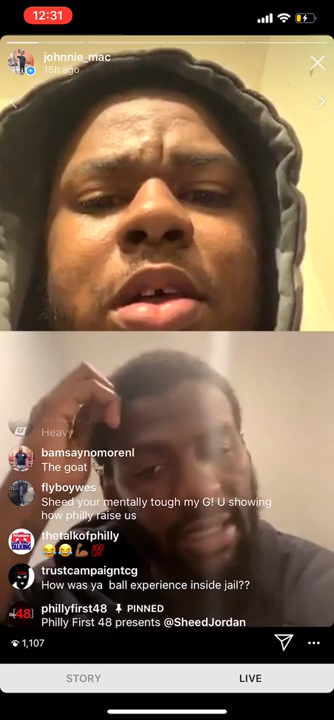 12:31
johnnie_mac
15h ago
Heavy
bamsaynomorenl
The goat
flyboywes
Sheed your mentally tough my G! U showing
how philly raise us
thetalkofphilly
😂😂💪🏾💯
trustcampaigntcg
How was ya ball experience inside jail??
48
phillyfirst48 PINNED
Philly First 48 presents @SheedJordan
1,107
STORY
LIVE